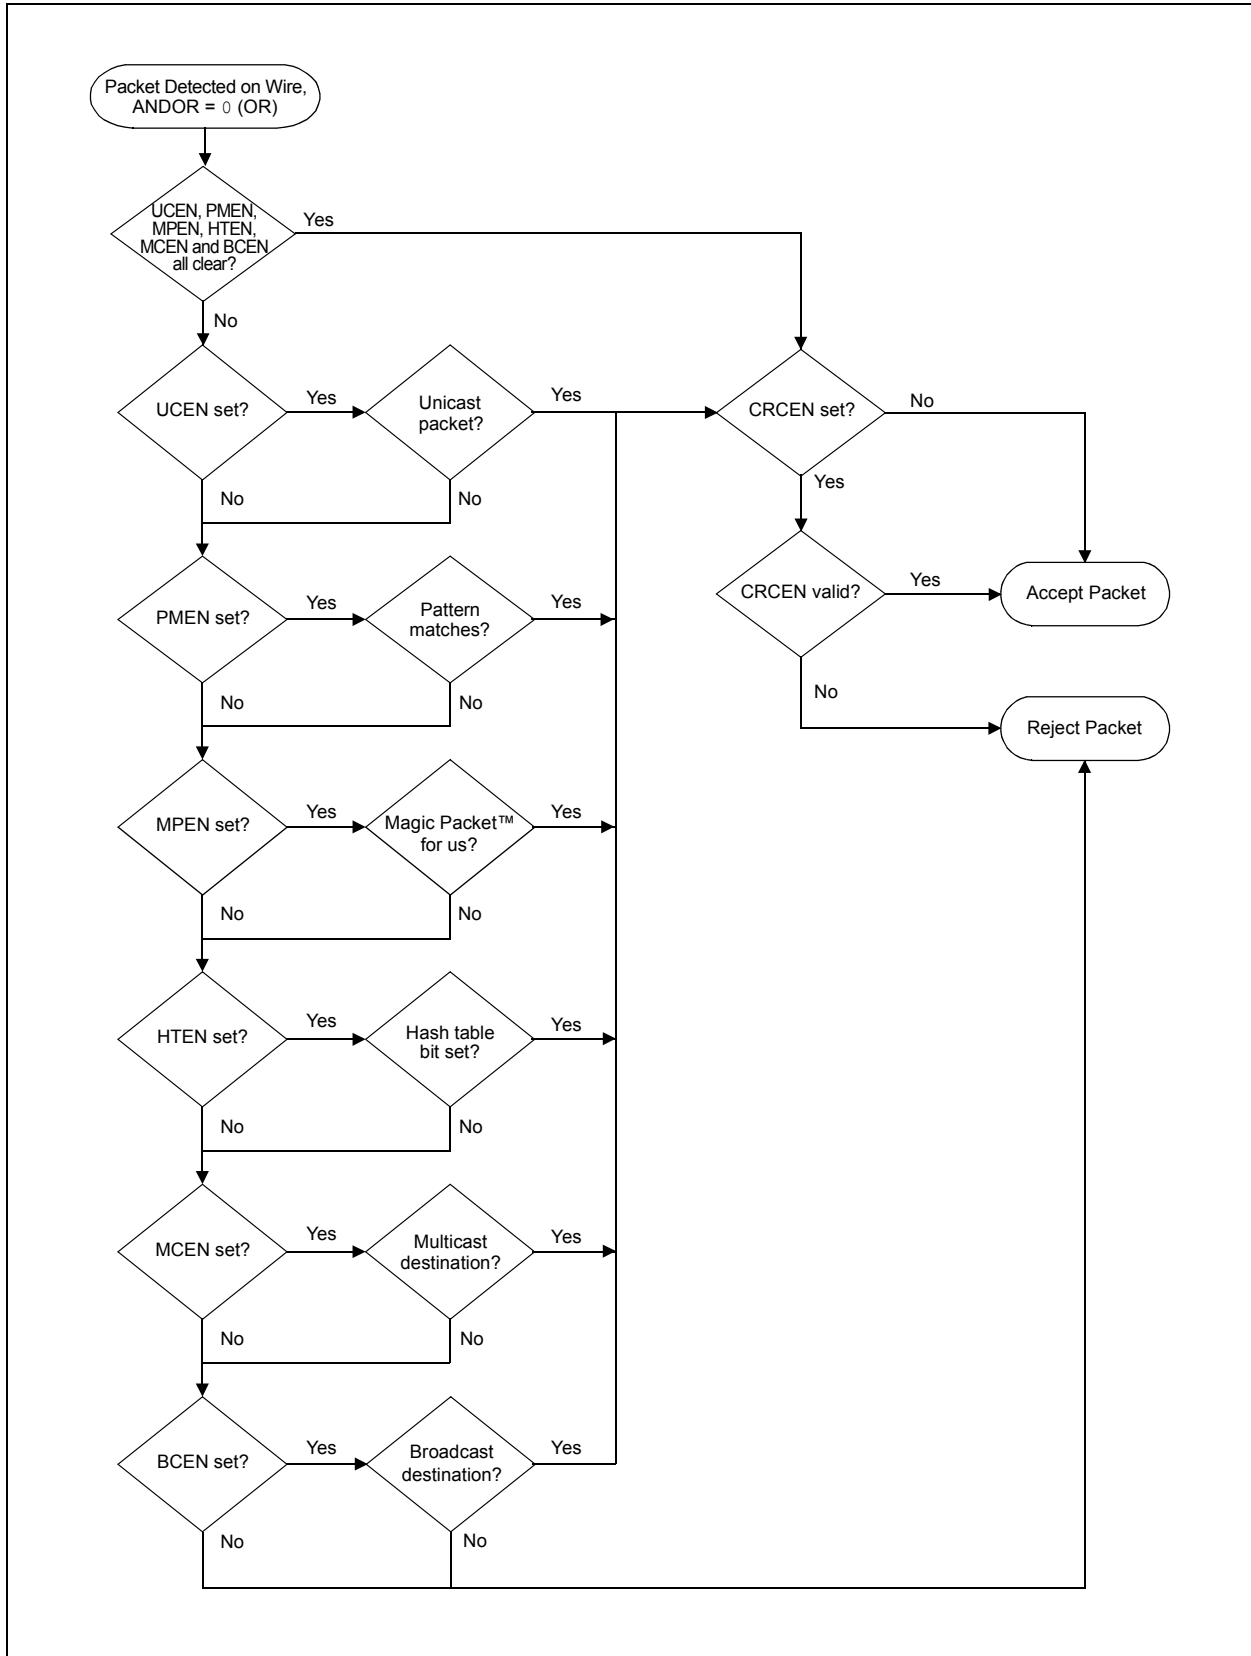 Packet Detected on Wire,
ANDOR = 0 (OR)
UCEN, PMEN,
MPEN, HTEN,
MCEN and BCEN
all clear?
Yes
No
UCEN set?
Yes
Unicast
packet?
Yes
CRCEN set?
No
No
No
Yes
PMEN set?
Yes
Pattern
matches?
Yes
CRCEN valid?
Yes
Accept Packet
No
No
No
Reject Packet
MPEN set?
Yes
Magic Packet™
for us?
Yes
No
No
HTEN set?
Yes
Hash table
bit set?
Yes
No
No
MCEN set?
Yes
Multicast
destination?
Yes
No
No
BCEN set?
Yes
Broadcast
destination?
Yes
No
No